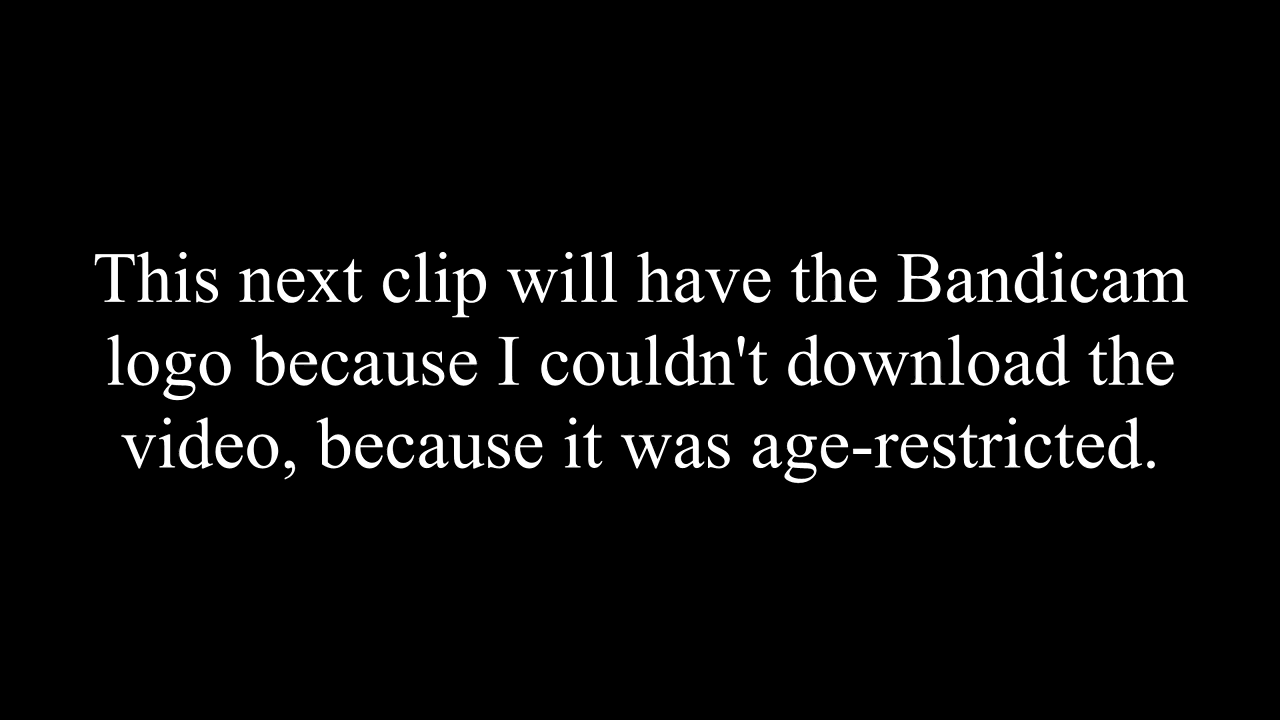 This next clip will have the Bandicam
logo because I couldn't download the
video, because it was age-restricted.